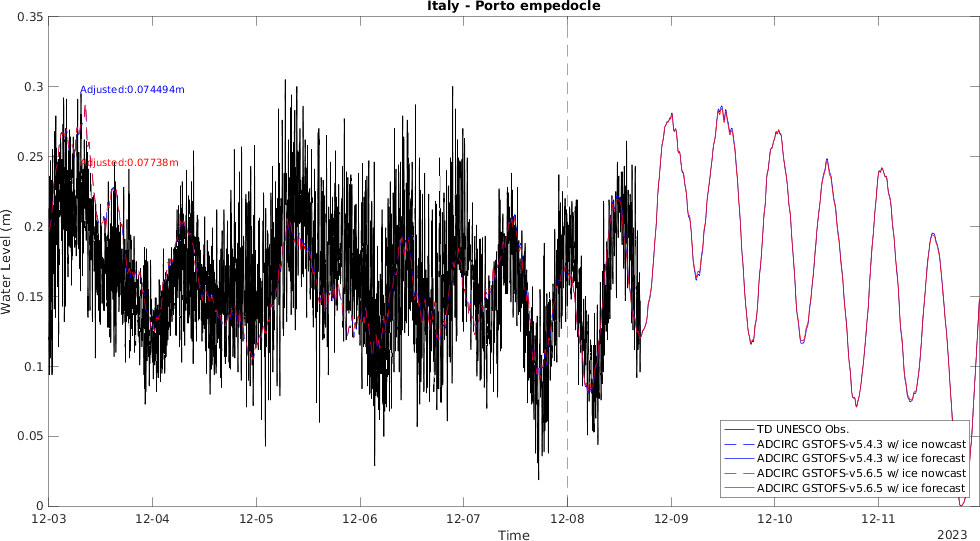 Italy - Porto empedocle
0.35
0.3
0.25
0.2
0.15
0.1
0.05
0
Water Level (m)
Adjusted:0.074494m
Adjusted:0.07738m
TD UNESCO Obs.
ADCIRC GSTOFS-v5.4.3 w/ ice nowcast
ADCIRC GSTOFS-v5.4.3 w/ ice forecast
ADCIRC GSTOFS-v5.6.5 w/ ice nowcast
ADCIRC GSTOFS-v5.6.5 w/ ice forecast
12-03 12-04 12-05 12-06 12-07 12-08 12-09 12-10 12-11
Time
2023